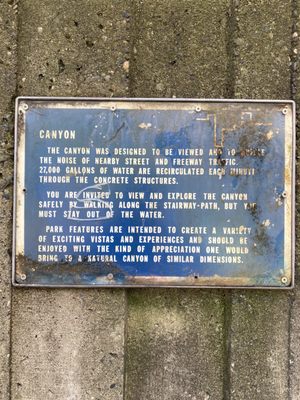 CANYON
THE CANYON WAS DESIGNED TO BE VIEWED AND TO
THE NOISE OF NEARBY STREET AND FREEWAY TRAFFIC.
27,000 GALLONS OF WATER ARE RECIRCULATED EACH MINUTE
THROUGH THE CONCRETE STRUCTURES.
YOU ARE INVITED TO VIEW AND EXPLORE THE CANYON
SAFELY BY WALKING ALONG THE STAIRWAY-PATH, BUT YOU
MUST STAY OUT OF THE WATER.
PARK FEATURES ARE INTENDED TO CREATE A VARIETY
OF EXCITING VISTAS AND EXPERIENCES AND SHOULD BE
ENJOYED WITH THE KIND OF APPRECIATION ONE WOULD
BRING TO A NATURAL CANYON OF SIMILAR DIMENSIONS.